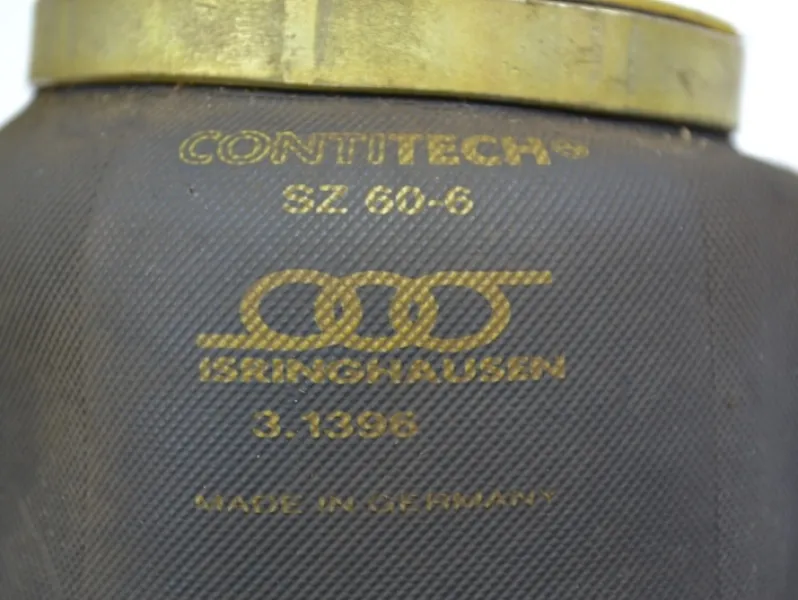 CONTITECH
SZ 60-6
ISRINGHAUSEN
3.1396
MADE IN GERMANY